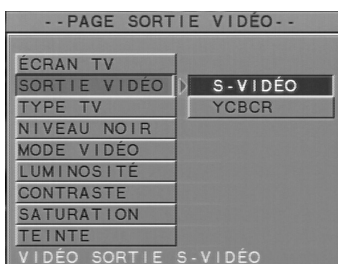 --PAGE SORTIE VIDÉO--
ÉCRAN TV
SORTIE VIDÉO S-VIDÉO
TYPE TV YCBCR
NIVEAU NOIR
MODE VIDÉO
LUMINOSITÉ
CONTRASTE
SATURATION
TEINTE
VIDÉO SORTIE S-VIDÉO